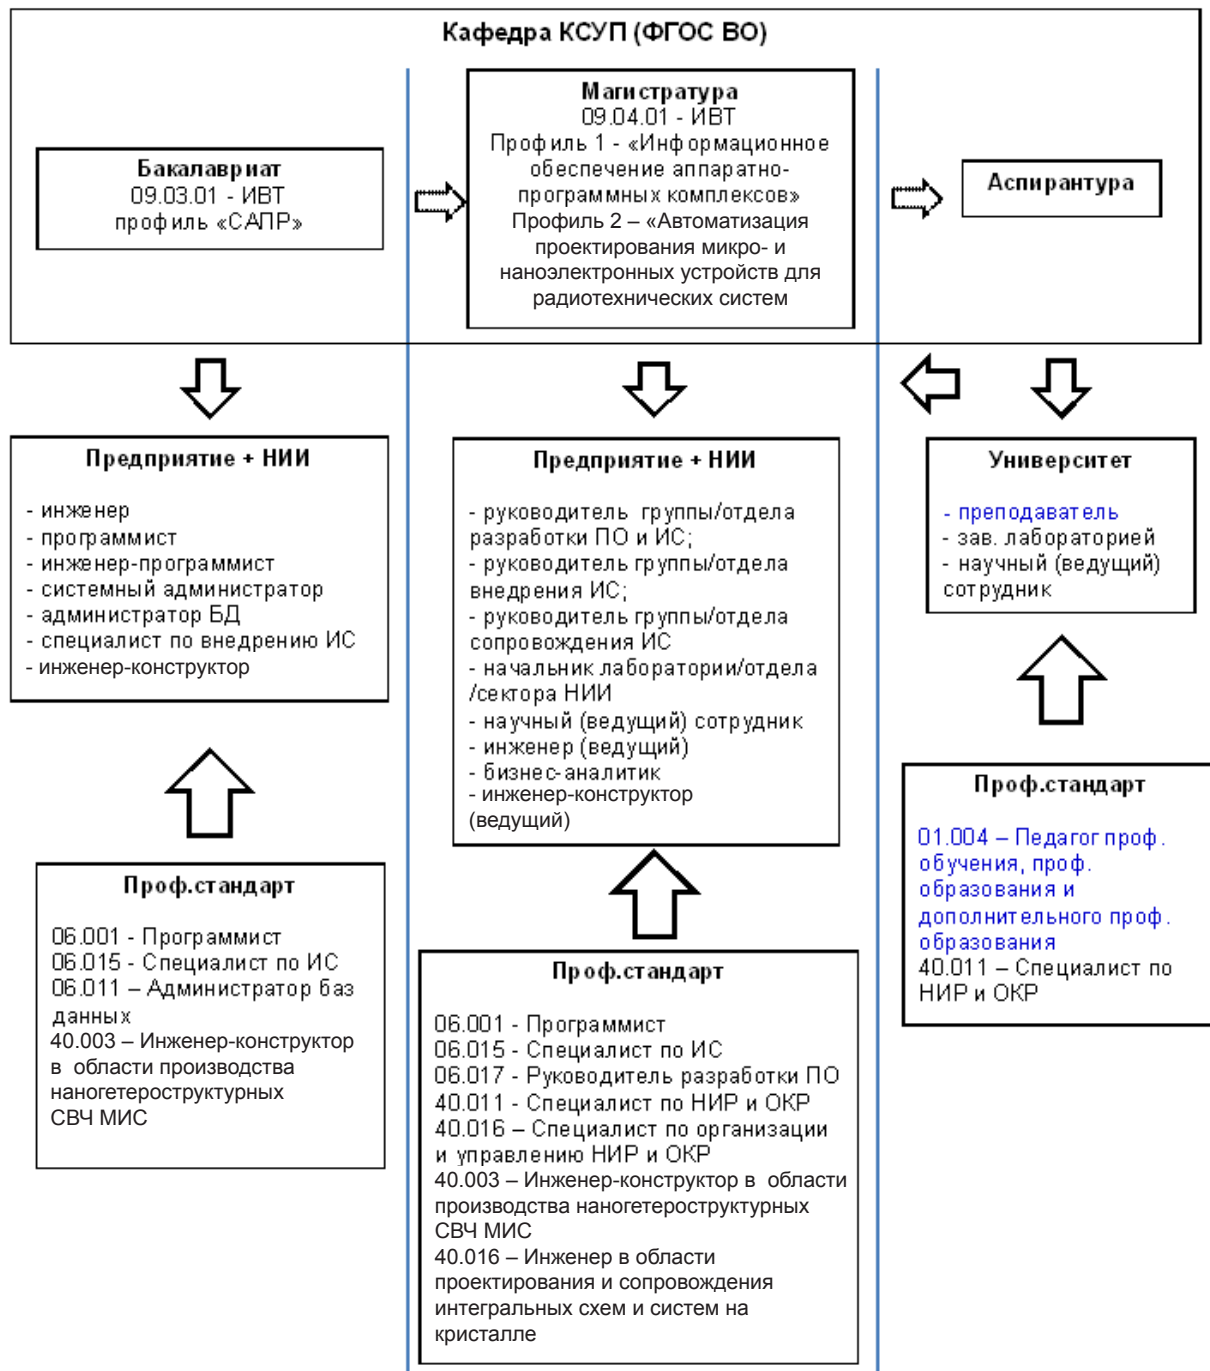 Кафедра КСУП (ФГОС ВО)
Бакалавриат
09.03.01 - ИВТ
профиль «САПР»
Магистратура
09.04.01 - ИВТ
Профиль 1 - «Информационное
обеспечение аппаратно-
программных комплексов»
Профиль 2 – «Автоматизация
проектирования микро- и
наноэлектронных устройств для
радиотехнических систем
Аспирантура
Предприятие + НИИ
- инженер
- программист
- инженер-программист
- системный администратор
- администратор БД
- специалист по внедрению ИС
- инженер-конструктор
Предприятие + НИИ
- руководитель группы/отдела
разработки ПО и ИС;
- руководитель группы/отдела
внедрения ИС;
- руководитель группы/отдела
сопровождения ИС
- начальник лаборатории/отдела
/сектора НИИ
- научный (ведущий) сотрудник
- инженер (ведущий)
- бизнес-аналитик
- инженер-конструктор
(ведущий)
Университет
- преподаватель
- зав. лабораторией
- научный (ведущий)
сотрудник
Проф.стандарт
06.001 - Программист
06.015 - Специалист по ИС
06.011 – Администратор баз
данных
40.003 – Инженер-конструктор
в области производства
наногетероструктурных
СВЧ МИС
Проф.стандарт
06.001 - Программист
06.015 - Специалист по ИС
06.017 - Руководитель разработки ПО
40.011 - Специалист по НИР и ОКР
40.016 – Специалист по организации
и управлению НИР и ОКР
40.003 – Инженер-конструктор в области
производства наногетероструктурных
СВЧ МИС
40.016 – Инженер в области
проектирования и сопровождения
интегральных схем и систем на
кристалле
Проф.стандарт
01.004 – Педагог проф.
обучения, проф.
образования и
дополнительного проф.
образования
40.011 – Специалист по
НИР и ОКР